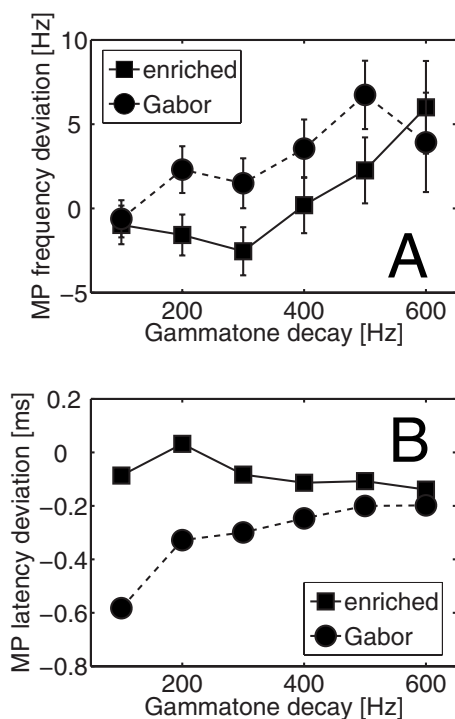 MP frequency deviation [Hz]
10
5
0
−5
enriched
Gabor
A
200 400 600
Gammatone decay [Hz]
MP latency deviation [ms]
0.2
0
−0.2
−0.4
−0.6
−0.8
B
enriched
Gabor
200 400 600
Gammatone decay [Hz]